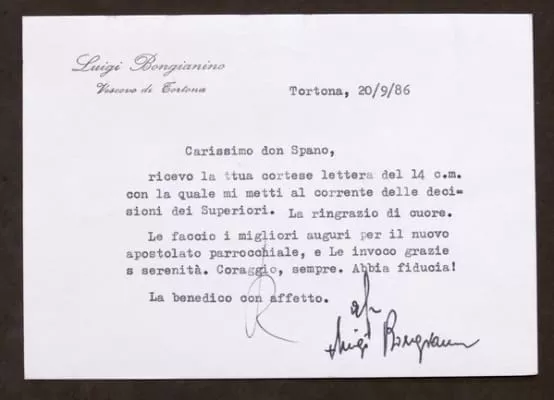 Luigi Bongianino
Vescovo di Tortona
Tortona, 20/9/86
Carissimo don Spano,
ricevo la ttua cortese lettera del 14 c.m.
con la quale mi metti al corrente delle deci=
sioni dei Superiori. La ringrazio di cuore.
Le faccio i migliori auguri per il nuovo
apostolato parrocchiale, e Le invoco grazie
s serenità. Coraggio, sempre. Abbia fiducia!
La benedico con affetto.
R
+Luigi Bongianino